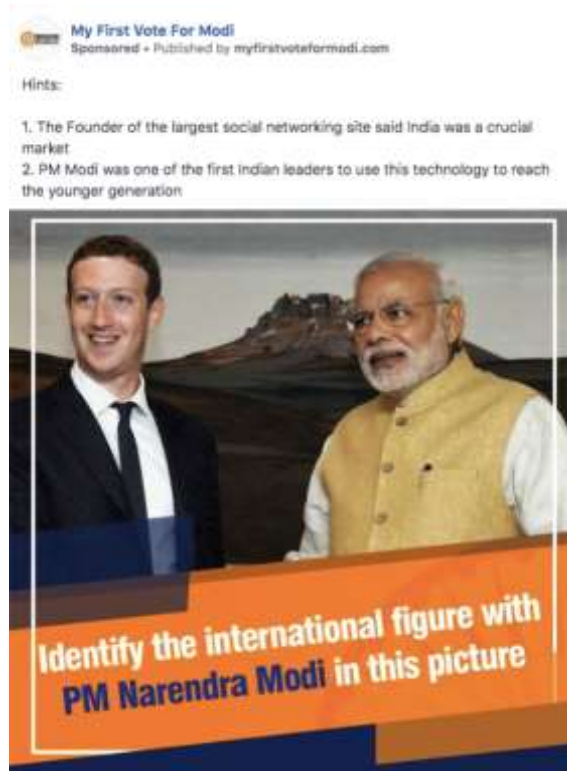 My First Vote For Modi
Sponsored • Published by myfirstvoteformodi.com
Hints:
1. The Founder of the largest social networking site said India was a crucial
market
2. PM Modi was one of the first Indian leaders to use this technology to reach
the younger generation
Identify the international figure with
PM Narendra Modi in this picture